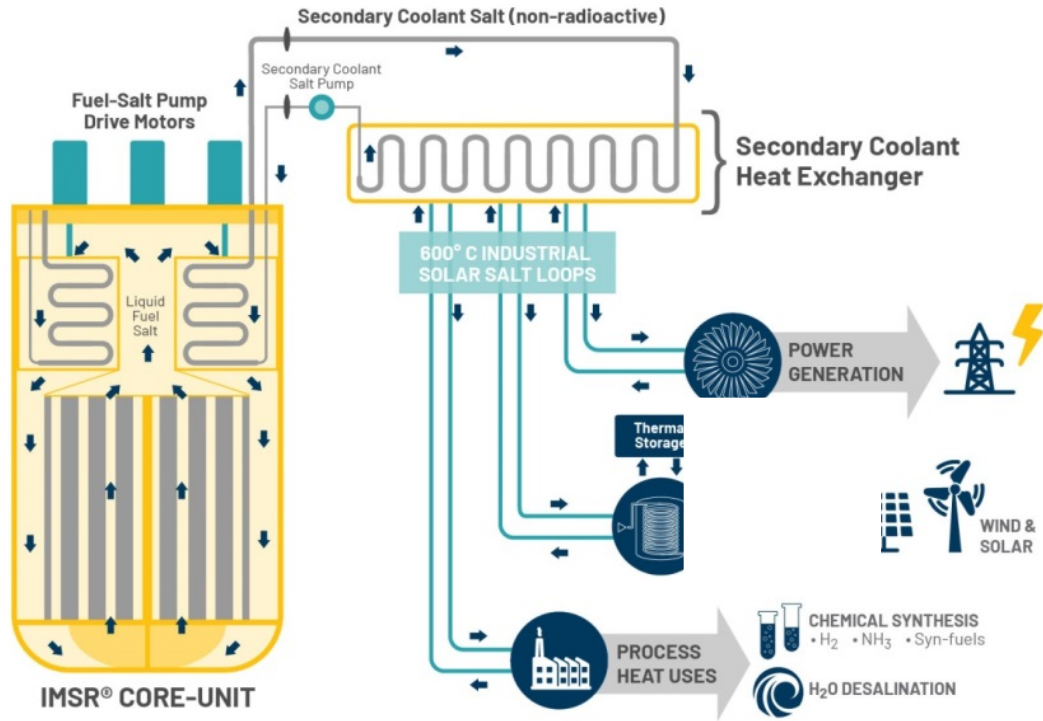 Secondary Coolant Salt (non-radioactive)
Secondary Coolant
Salt Pump
Fuel-Salt Pump
Drive Motors
Secondary Coolant
Heat Exchanger
600° C INDUSTRIAL
SOLAR SALT LOOPS
Liquid
Fuel
Salt
POWER
GENERATION
Therma
Storage
WIND &
SOLAR
PROCESS
HEAT USES
CHEMICAL SYNTHESIS
• H₂ • NH₃ • Syn-fuels
H₂O DESALINATION
IMSR® CORE-UNIT